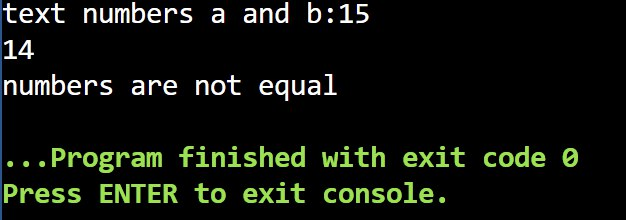 text numbers a and b:15
14
numbers are not equal
...Program finished with exit code 0
Press ENTER to exit console.